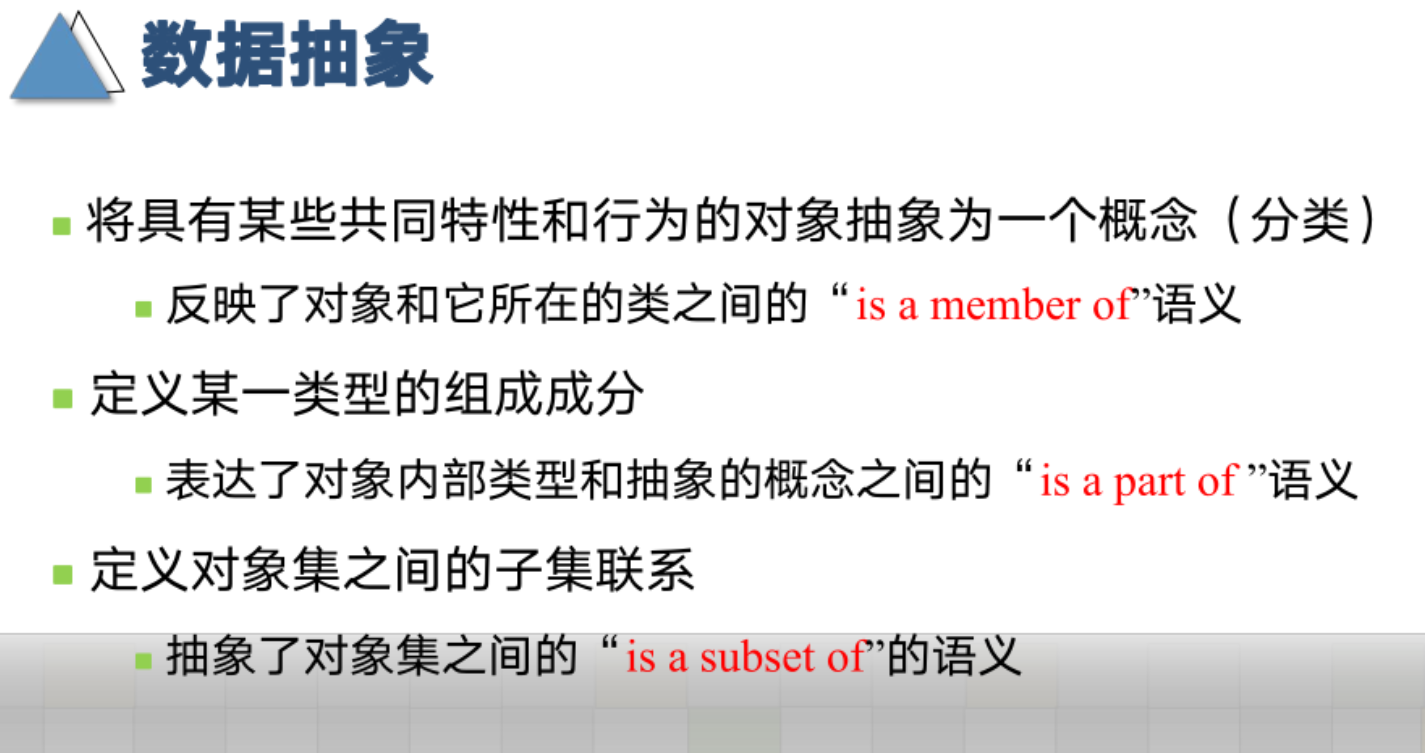 数据抽象
将具有某些共同特性和行为的对象抽象为一个概念（分类）
反映了对象和它所在的类之间的“is a member of”语义
定义某一类型的组成成分
表达了对象内部类型和抽象的概念之间的“is a part of ”语义
定义对象集之间的子集联系
抽象了对象集之间的“is a subset of”的语义